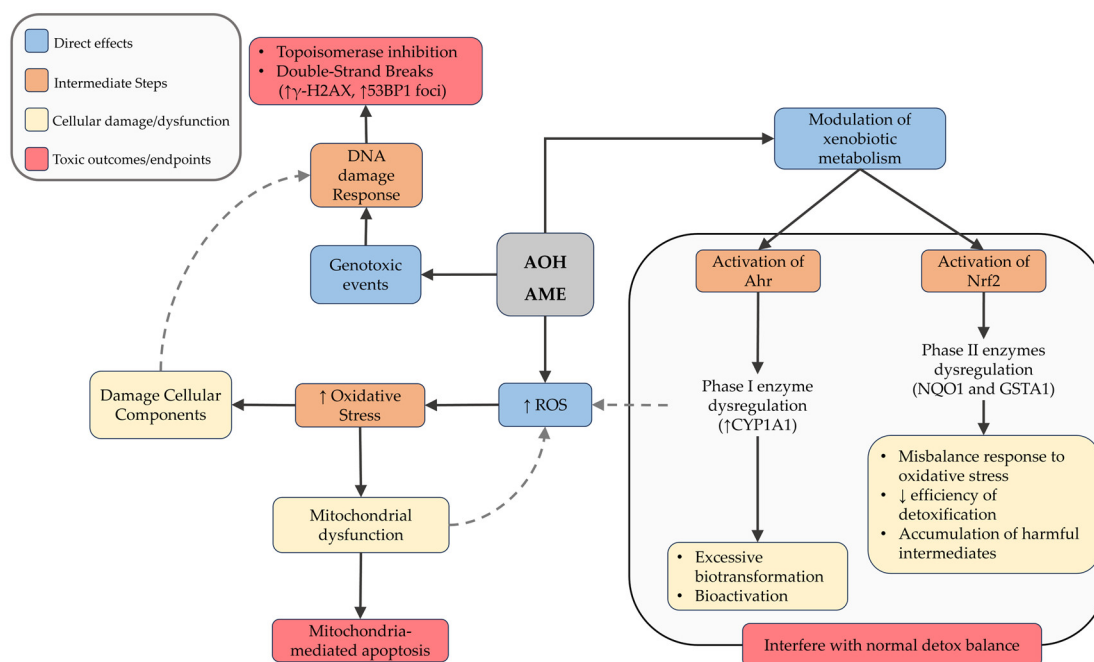 Direct effects
Intermediate Steps
Cellular damage/dysfunction
Toxic outcomes/endpoints
• Topoisomerase inhibition
• Double-Strand Breaks
(↑γ-H2AX, ↑53BP1 foci)
DNA
damage
Response
Genotoxic
events
AOH
AME
Modulation of
xenobiotic
metabolism
Activation of
Ahr
Activation of
Nrf2
Phase I enzyme
dysregulation
(↑CYP1A1)
Phase II enzymes
dysregulation
(NQO1 and GSTA1)
Damage Cellular
Components
↑ Oxidative
Stress
↑ ROS
Mitochondrial
dysfunction
Mitochondria-
mediated apoptosis
• Excessive
biotransformation
• Bioactivation
• Misbalance response to
oxidative stress
• ↓ efficiency of
detoxification
• Accumulation of harmful
intermediates
Interfere with normal detox balance